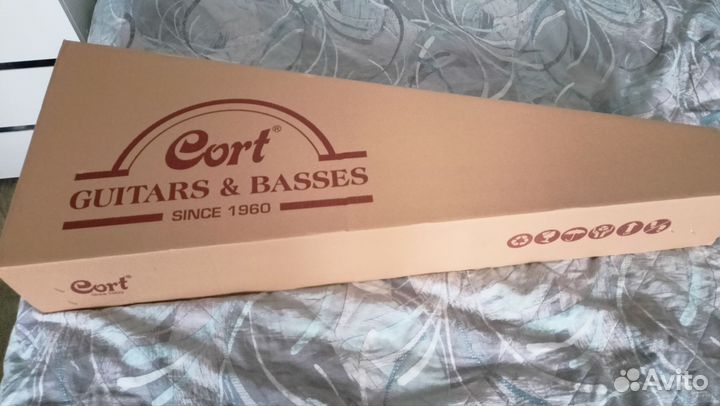 Cort®
GUITARS & BASSES
SINCE 1960
Cort®
Avito